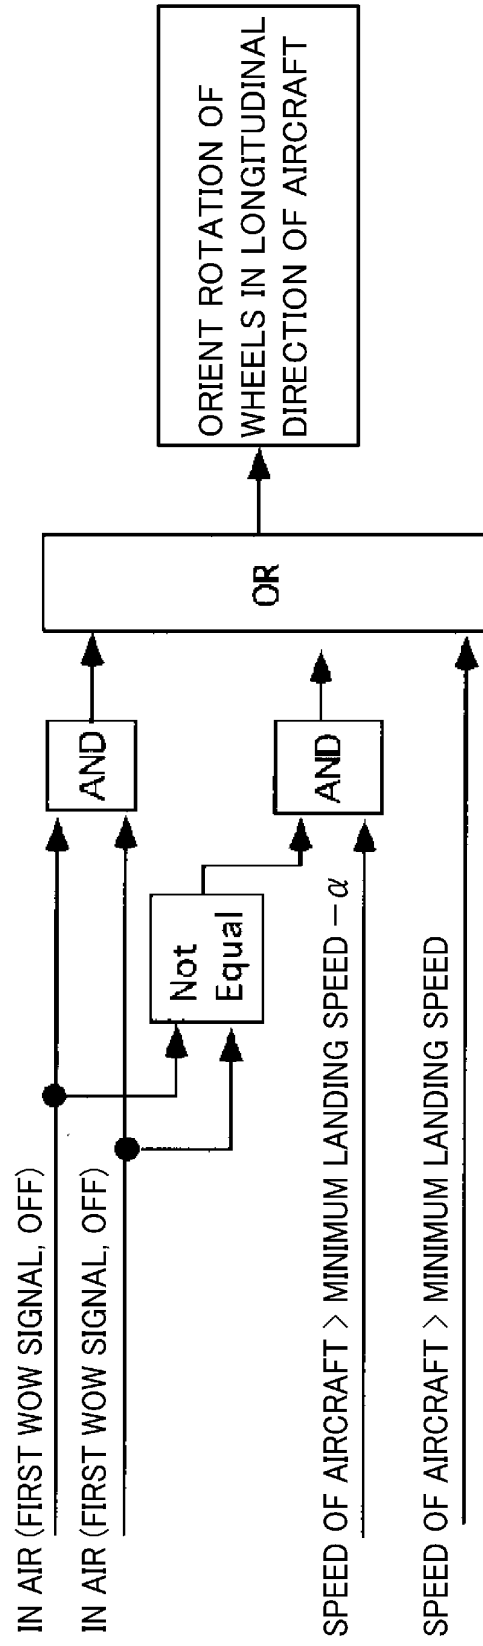 IN AIR (FIRST WOW SIGNAL, OFF)
IN AIR (FIRST WOW SIGNAL, OFF)
SPEED OF AIRCRAFT > MINIMUM LANDING SPEED – α
SPEED OF AIRCRAFT > MINIMUM LANDING SPEED
Not
Equal
AND
AND
OR
ORIENT ROTATION OF
WHEELS IN LONGITUDINAL
DIRECTION OF AIRCRAFT